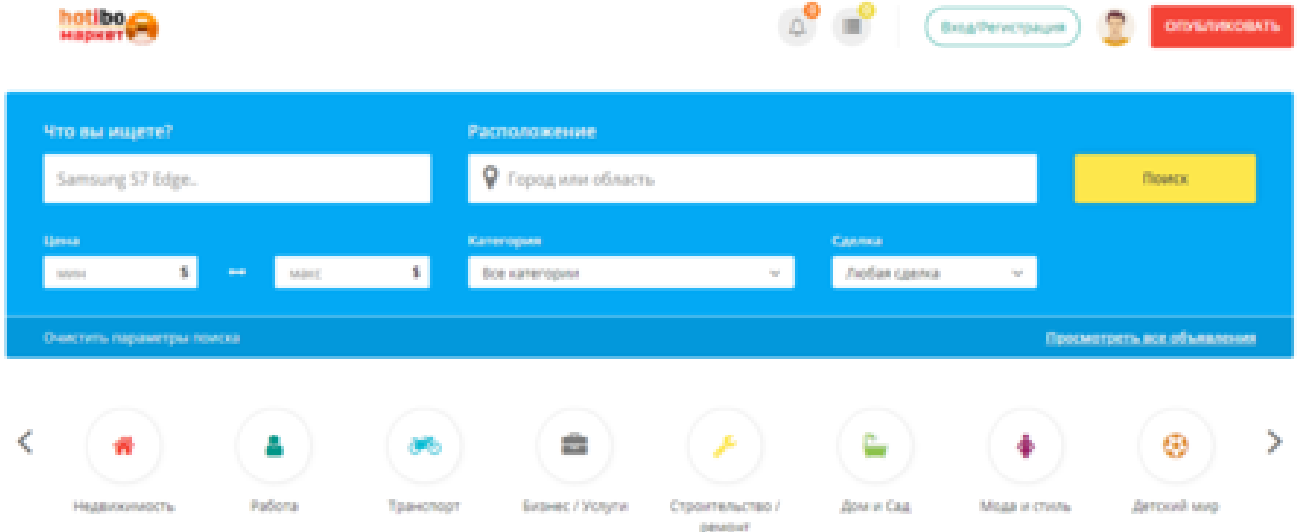 hotibo
маркет
0
0
Вход/Регистрация
ОПУБЛИКОВАТЬ
Что вы ищете?
Расположение
Samsung S7 Edge..
Город или область
Поиск
Цена
Категория
Сделка
мин
$
макс
$
Все категории
Любая сделка
Очистить параметры поиска
Просмотреть все объявления
Недвижимость
Работа
Транспорт
Бизнес / Услуги
Строительство /
ремонт
Дом и Сад
Мода и стиль
Детский мир